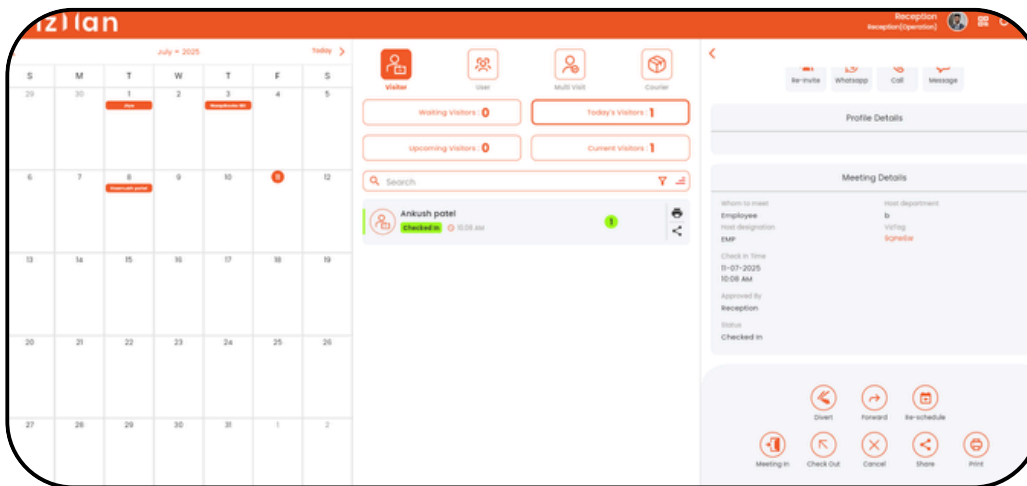 Reception
Reception(Operation)
July 2025
Today
S M T W T F S
29 30 1 2 3 4 5
6 7 8 9 10 12
13 14 15 16 17 18 19
20 21 22 23 24 25 26
27 28 29 30 31 1 2
Visitor
User
Multi Visit
Courier
Waiting Visitors : 0
Today's Visitors : 1
Upcoming Visitors : 0
Current Visitors : 1
Search
Ankush patel
Checked In
10:08 AM
1
Re-Invite
Whatsapp
Call
Message
Profile Details
Meeting Details
Whom to meet
Employee
Host department
b
Host designation
EMP
VizTag
Check in Time
11-07-2025
10:08 AM
Approved By
Reception
Status
Checked In
Divert
Forward
Re-schedule
Meeting In
Check Out
Cancel
Share
Print